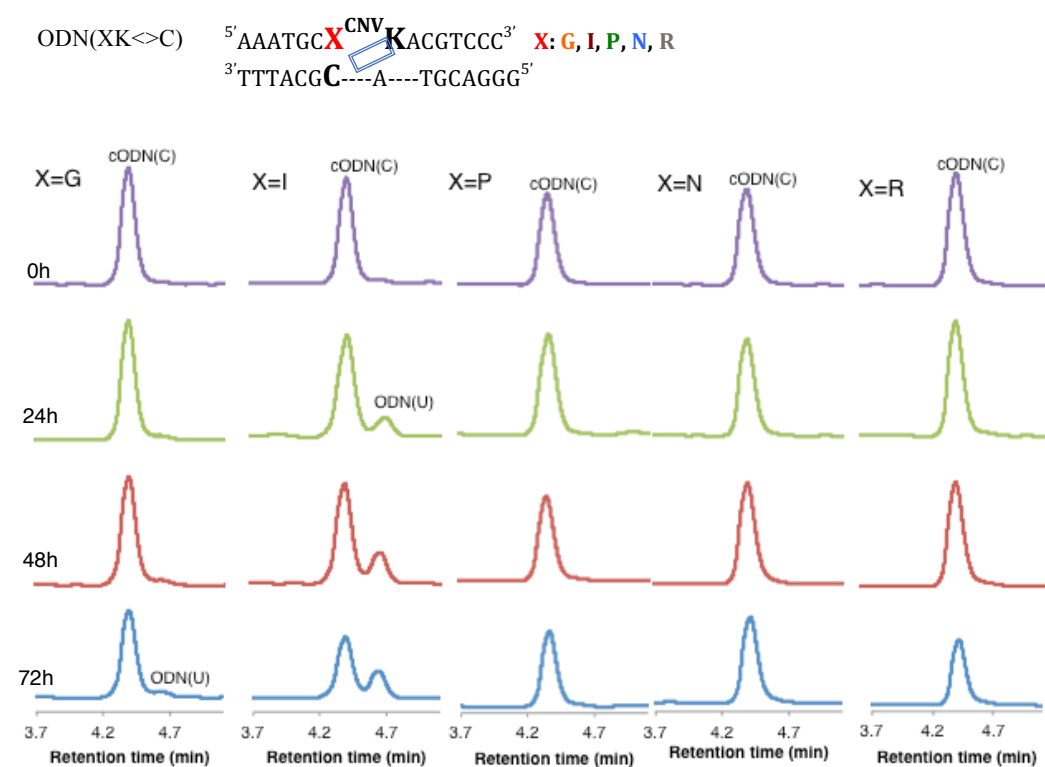 ODN(XK<>C) 5'AAATGCXCNVKACGTCCC3' X: G, I, P, N, R
3'TTTACGC----A----TGCAGGG5'
X=G cODN(C) X=I cODN(C) X=P cODN(C) X=N cODN(C) X=R cODN(C)
0h
24h ODN(U)
48h
72h ODN(U)
3.7 4.2 4.7 3.7 4.2 4.7 3.7 4.2 4.7 3.7 4.2 4.7 3.7 4.2 4.7
Retention time (min) Retention time (min) Retention time (min) Retention time (min) Retention time (min)